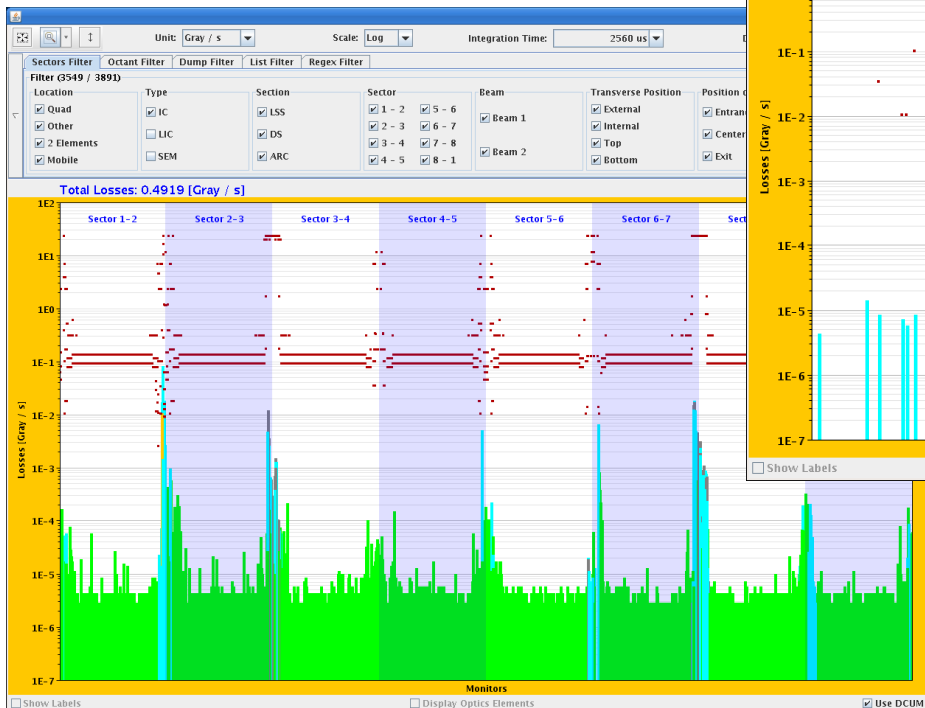 Unit: Gray / s Scale: Log Integration Time: 2560 us D
Sectors Filter Octant Filter Dump Filter List Filter Regex Filter
Filter (3549 / 3891)
Location Type Section Sector Beam Transverse Position Position o
Quad IC LSS 1 - 2 5 - 6 Beam 1 External Entran
Other LIC DS 2 - 3 6 - 7 Beam 2 Internal Center
2 Elements SEM ARC 3 - 4 7 - 8 Top Exit
Mobile 4 - 5 8 - 1 Bottom
Total Losses: 0.4919 [Gray / s]
Sector 1-2 Sector 2-3 Sector 3-4 Sector 4-5 Sector 5-6 Sector 6-7 Sect
1E2
1E1
1E0
1E-1
1E-2
1E-3
1E-4
1E-5
1E-6
1E-7
Losses [Gray / s]
Monitors
Show Labels Display Optics Elements Use DCUM
1E-1
1E-2
1E-3
1E-4
1E-5
1E-6
1E-7
Losses [Gray / s]
Show Labels